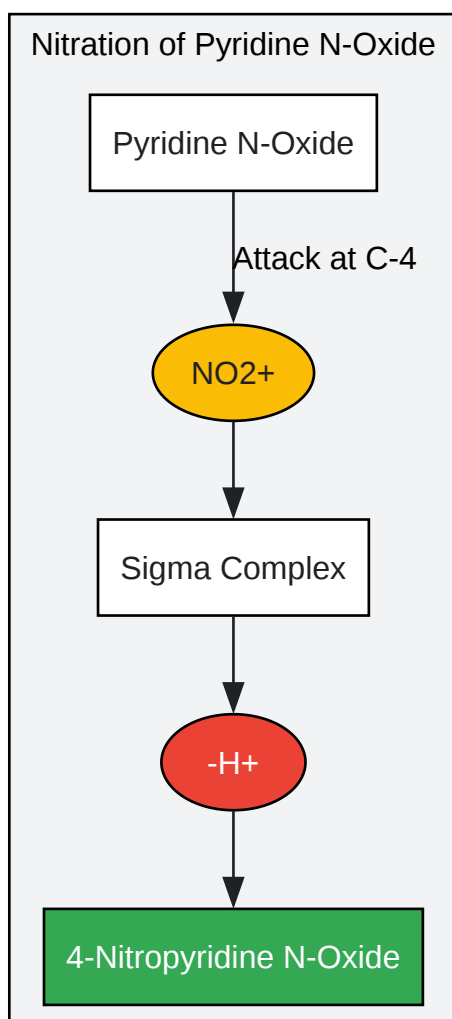 Nitration of Pyridine N-Oxide
Pyridine N-Oxide
Attack at C-4
NO2+
Sigma Complex
-H+
4-Nitropyridine N-Oxide